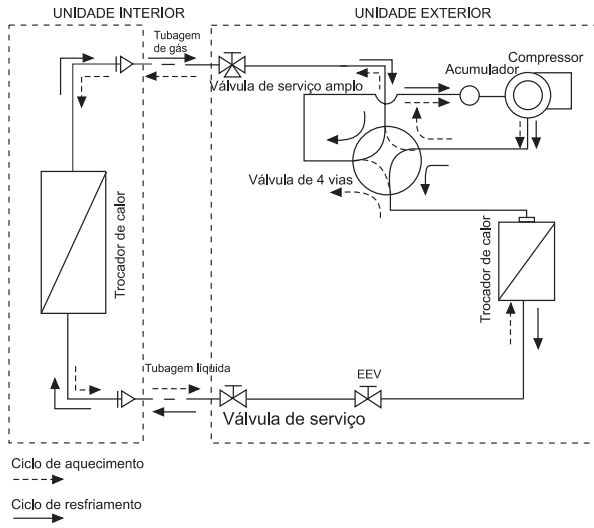 UNIDADE INTERIOR
UNIDADE EXTERIOR
Tubagem
de gás
Válvula de serviço amplo
Acumulador
Compressor
Válvula de 4 vias
Trocador de calor
Trocador de calor
Tubagem líquida
EEV
Válvula de serviço
Ciclo de aquecimento
Ciclo de resfriamento